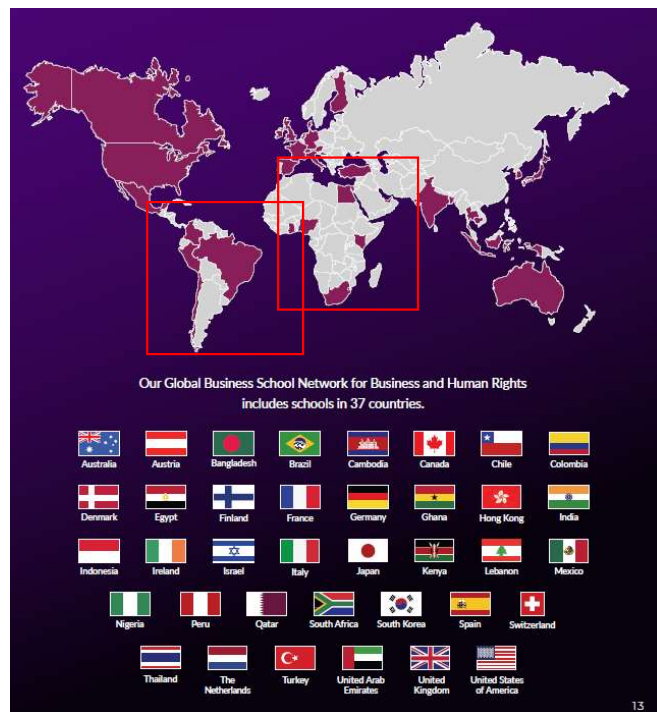 Our Global Business School Network for Business and Human Rights
includes schools in 37 countries.
Australia Austria Bangladesh Brazil Cambodia Canada Chile Colombia
Denmark Egypt Finland France Germany Ghana Hong Kong India
Indonesia Ireland Israel Italy Japan Kenya Lebanon Mexico
Nigeria Peru Qatar South Africa South Korea Spain Switzerland
Thailand The Netherlands Turkey United Arab Emirates United Kingdom United States of America
13